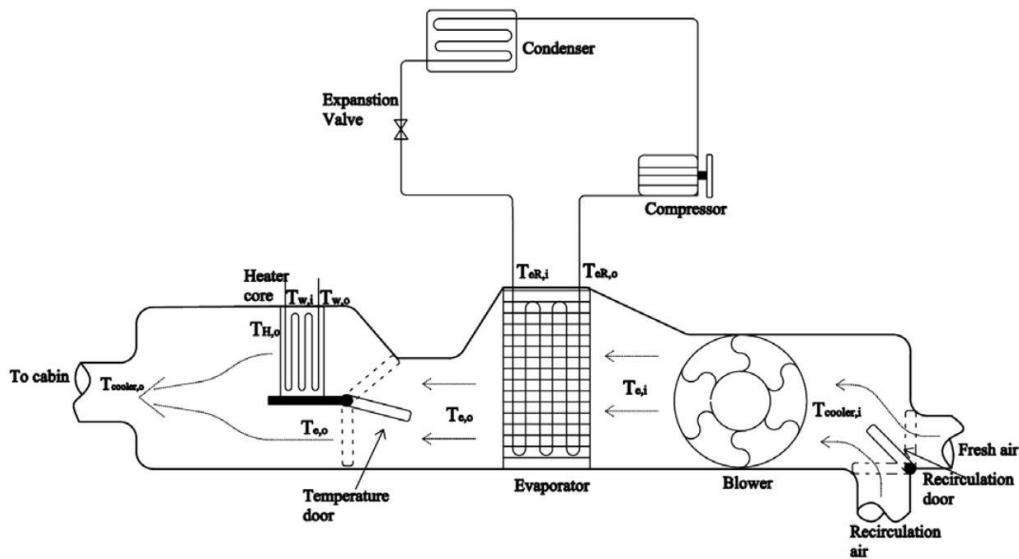 Condenser
Expanstion
Valve
Compressor
Heater
core
TeR,i
TeR,o
Tw,i
Tw,o
TH,o
To cabin
Tcooler,o
Te,i
Tcooler,i
Te,o
Te,o
Fresh air
Temperature
door
Evaporator
Blower
Recirculation
door
Recirculation
air